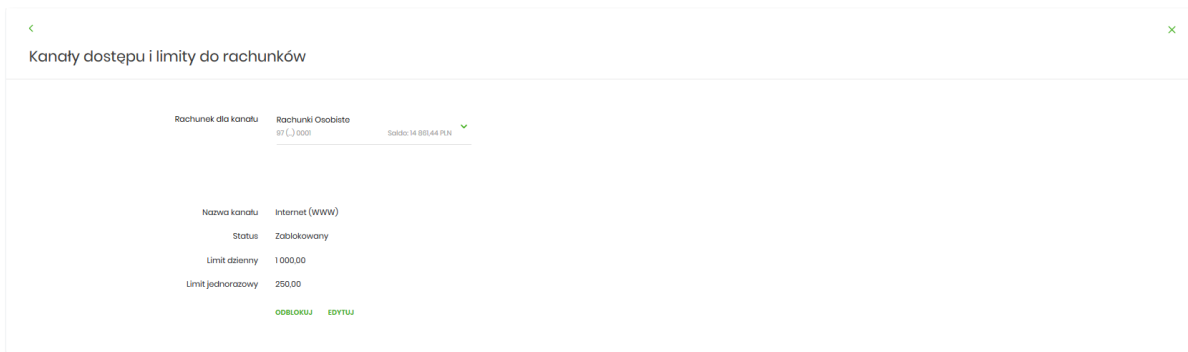 Kanały dostępu i limity do rachunków
Rachunek dla kanału Rachunki Osobiste
97 (...) 0001 Saldo: 14 861,44 PLN
Nazwa kanału Internet (WWW)
Status Zablokowany
Limit dzienny 1 000,00
Limit jednorazowy 250,00
ODBLOKUJ EDYTUJ